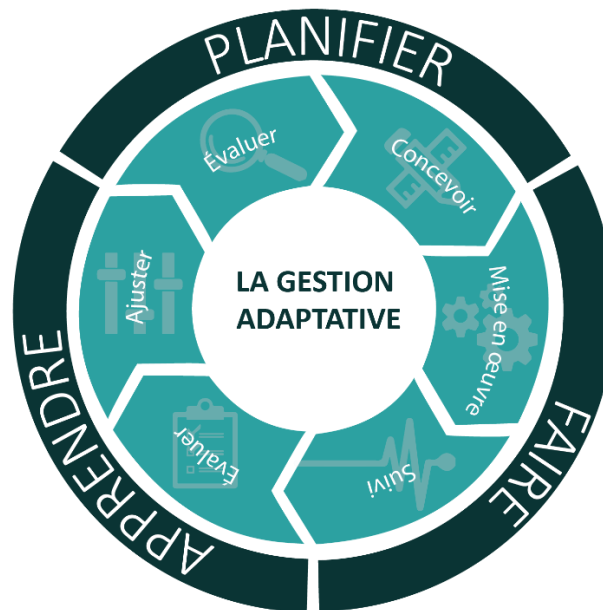 PLANIFIER
Évaluer
Concevoir
FAIRE
Mise en œuvre
Suivi
APPRENDRE
Évaluer
Ajuster
LA GESTION
ADAPTATIVE